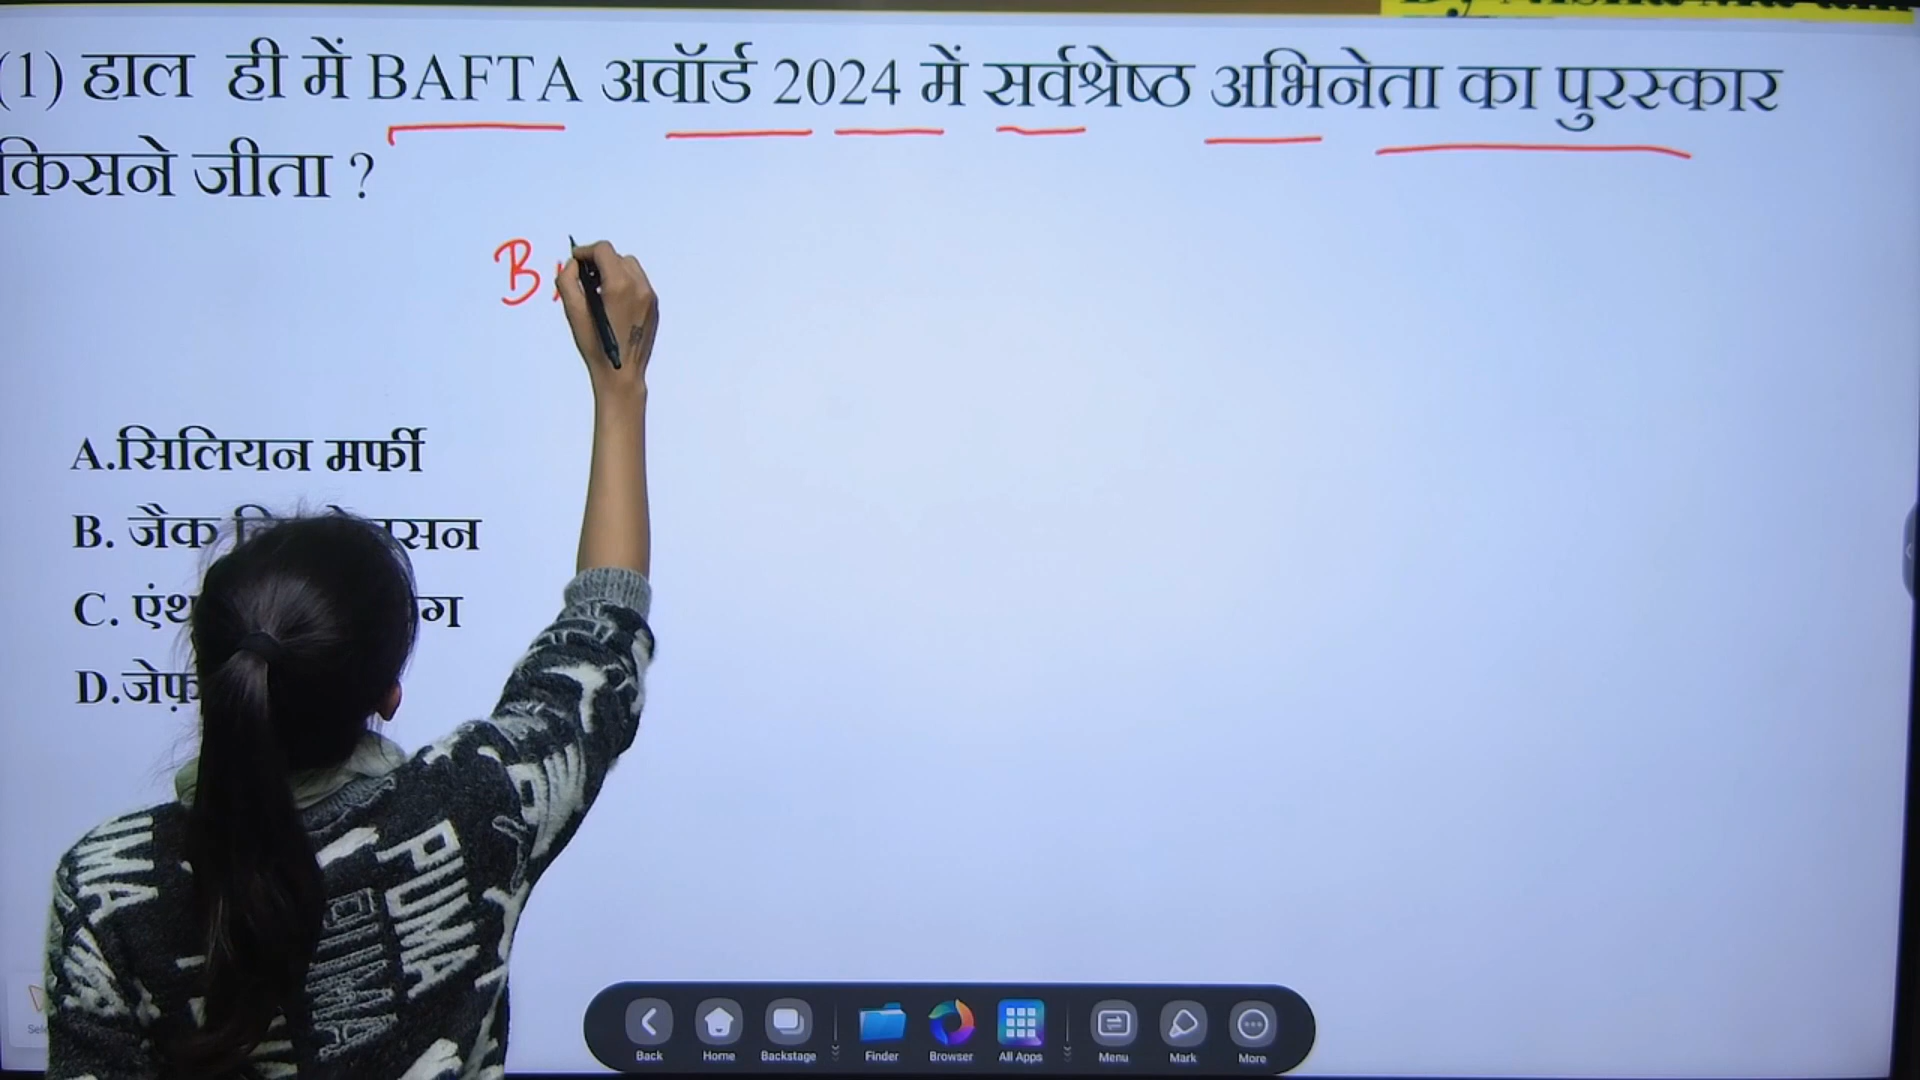 (1) हाल ही में BAFTA अवॉर्ड 2024 में सर्वश्रेष्ठ अभिनेता का पुरस्कार
किसने जीता ?
B
A.सिलियन मर्फी
B. जैक
C.
D.
PUMA
Back Home Backstage Finder Browser All Apps Menu Mark More